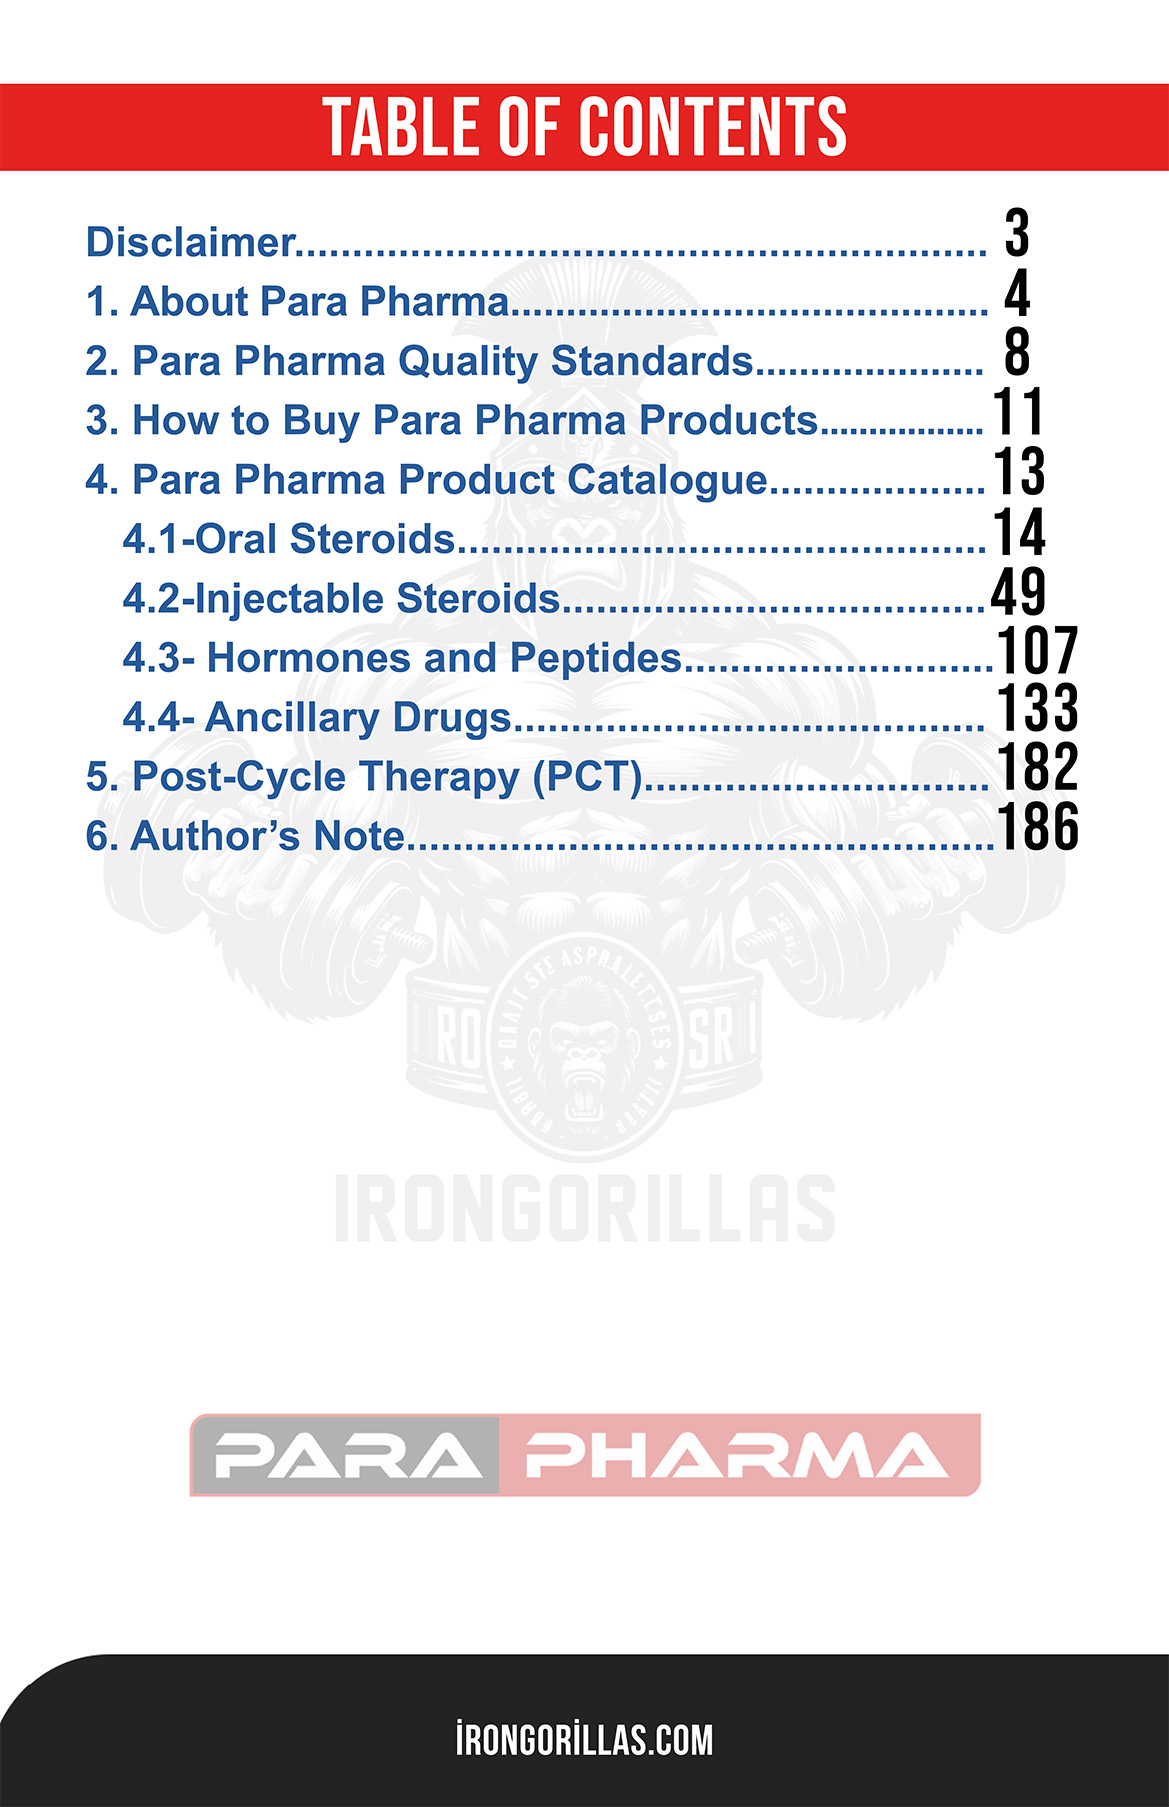 TABLE OF CONTENTS
Disclaimer............................................................ 3
1. About Para Pharma.......................................... 4
2. Para Pharma Quality Standards..................... 8
3. How to Buy Para Pharma Products................. 11
4. Para Pharma Product Catalogue................... 13
4.1-Oral Steroids.............................................. 14
4.2-Injectable Steroids.....................................49
4.3- Hormones and Peptides...........................107
4.4- Ancillary Drugs......................................... 133
5. Post-Cycle Therapy (PCT).............................. 182
6. Author’s Note...................................................186
RO
SR
IRONGORILLAS
PARA PHARMA
İRONGORİLLAS.COM